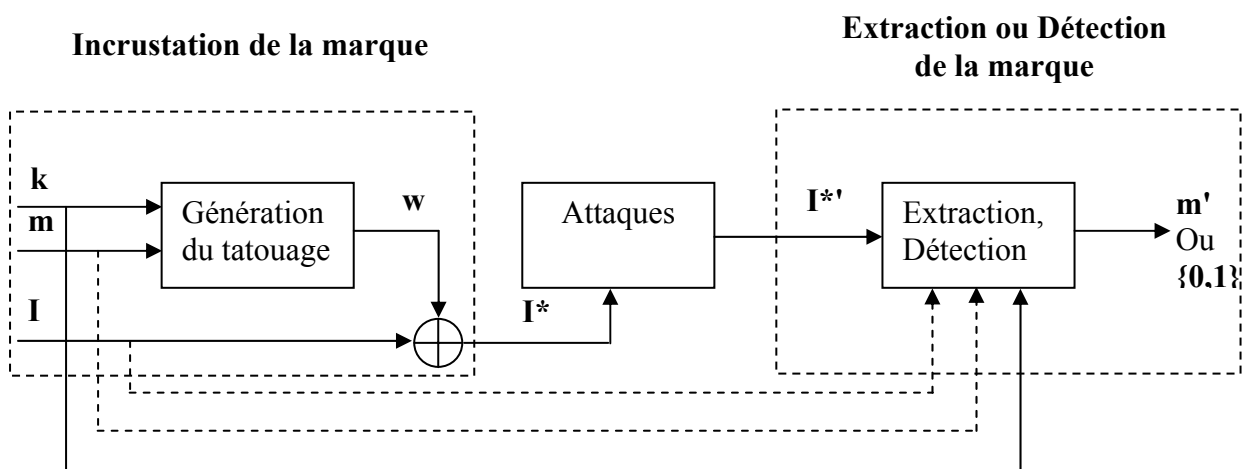 Incrustation de la marque
Extraction ou Détection
de la marque
k
m
I
Génération
du tatouage
w
I*
Attaques
I*'
Extraction,
Détection
m'
Ou
{0,1}